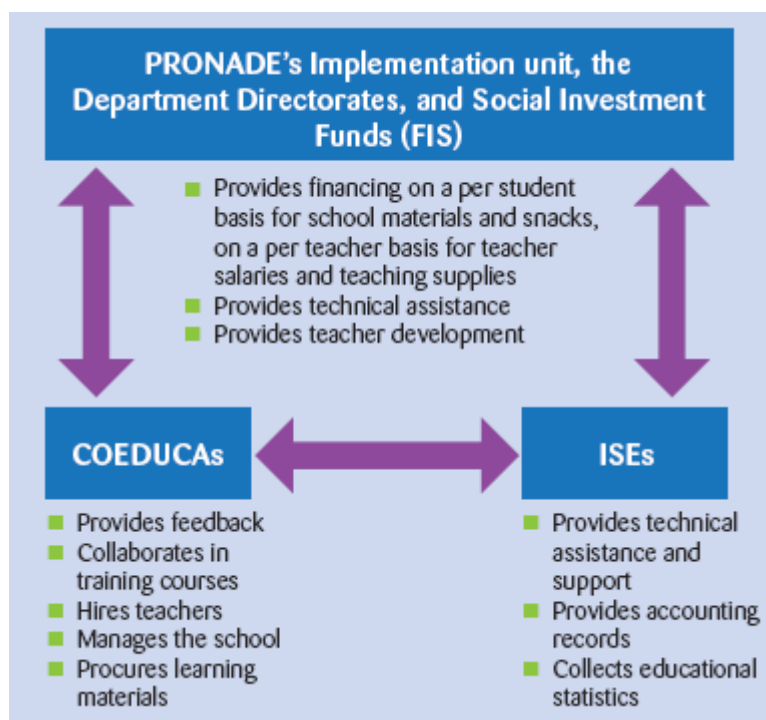 PRONADE's Implementation unit, the
Department Directorates, and Social Investment
Funds (FIS)
Provides financing on a per student
basis for school materials and snacks,
on a per teacher basis for teacher
salaries and teaching supplies
Provides technical assistance
Provides teacher development
COEDUCAs
Provides feedback
Collaborates in
training courses
Hires teachers
Manages the school
Procures learning
materials
ISEs
Provides technical
assistance and
support
Provides accounting
records
Collects educational
statistics